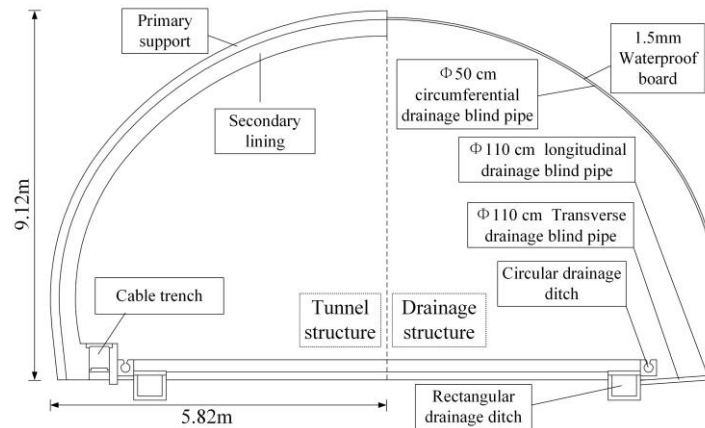 Primary
support
1.5mm
Waterproof
board
Φ50 cm
circumferential
drainage blind pipe
Secondary
lining
Φ110 cm longitudinal
drainage blind pipe
9.12m
Φ110 cm Transverse
drainage blind pipe
Cable trench
Tunnel
structure
Drainage
structure
Circular drainage
ditch
Rectangular
drainage ditch
5.82m